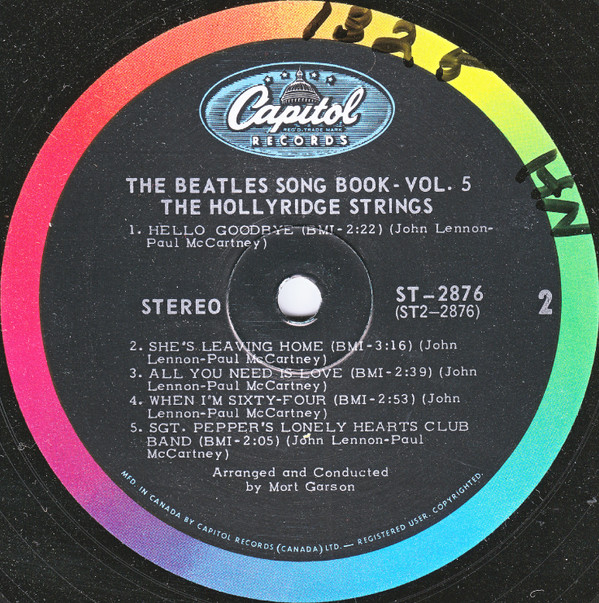 1325
HN
Capitol
REG'D. TRADE MARK
RECORDS
THE BEATLES SONG BOOK - VOL. 5
THE HOLLYRIDGE STRINGS
1. HELLO GOODBYE (BMI-2:22) (John Lennon-
Paul McCartney)
STEREO
ST-2876
(ST2-2876)
2
2. SHE'S LEAVING HOME (BMI-3:16) (John
Lennon-Paul McCartney)
3. ALL YOU NEED IS LOVE (BMI-2:39) (John
Lennon-Paul McCartney)
4. WHEN I'M SIXTY-FOUR (BMI-2:53) (John
Lennon-Paul McCartney)
5. SGT. PEPPER'S LONELY HEARTS CLUB
BAND (BMI-2:05) (John Lennon-Paul
McCartney)
Arranged and Conducted
by Mort Garson
MFD. IN CANADA BY CAPITOL RECORDS (CANADA) LTD. — REGISTERED USER. COPYRIGHTED.